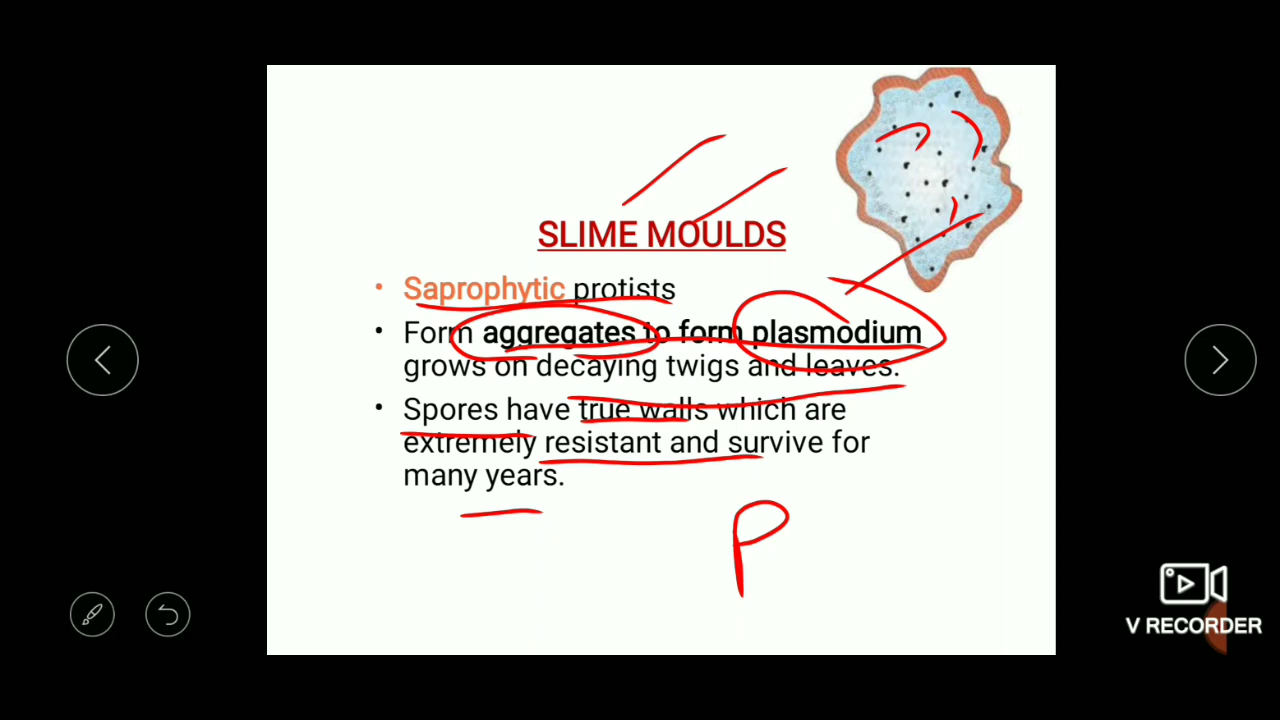 SLIME MOULDS
• Saprophytic protists
• Form aggregates to form plasmodium
grows on decaying twigs and leaves.
• Spores have true walls which are
extremely resistant and survive for
many years.
P
V RECORDER